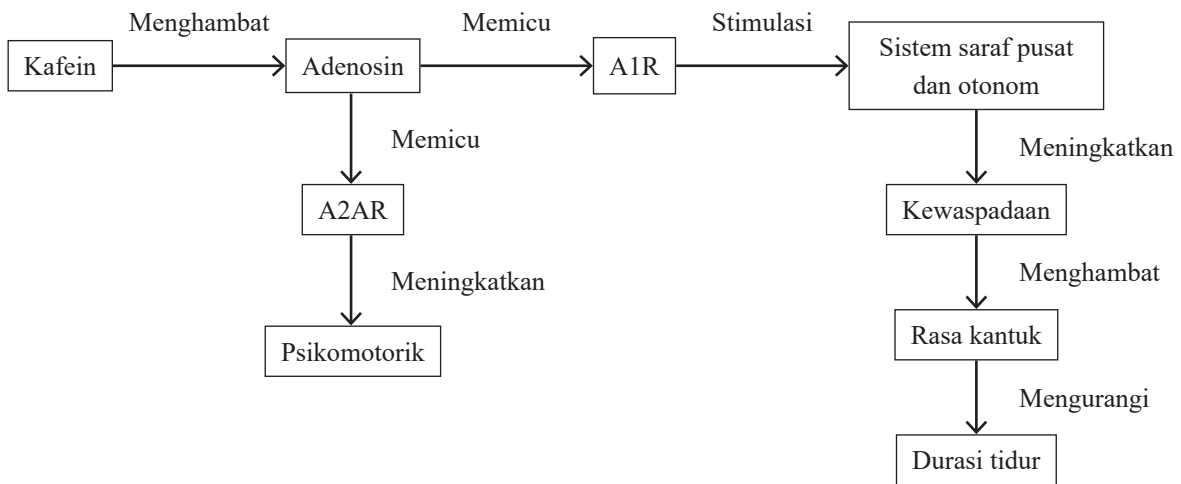 Menghambat
Memicu
Stimulasi
Kafein
Adenosin
A1R
Sistem saraf pusat
dan otonom
Memicu
Meningkatkan
A2AR
Kewaspadaan
Meningkatkan
Menghambat
Psikomotorik
Rasa kantuk
Mengurangi
Durasi tidur